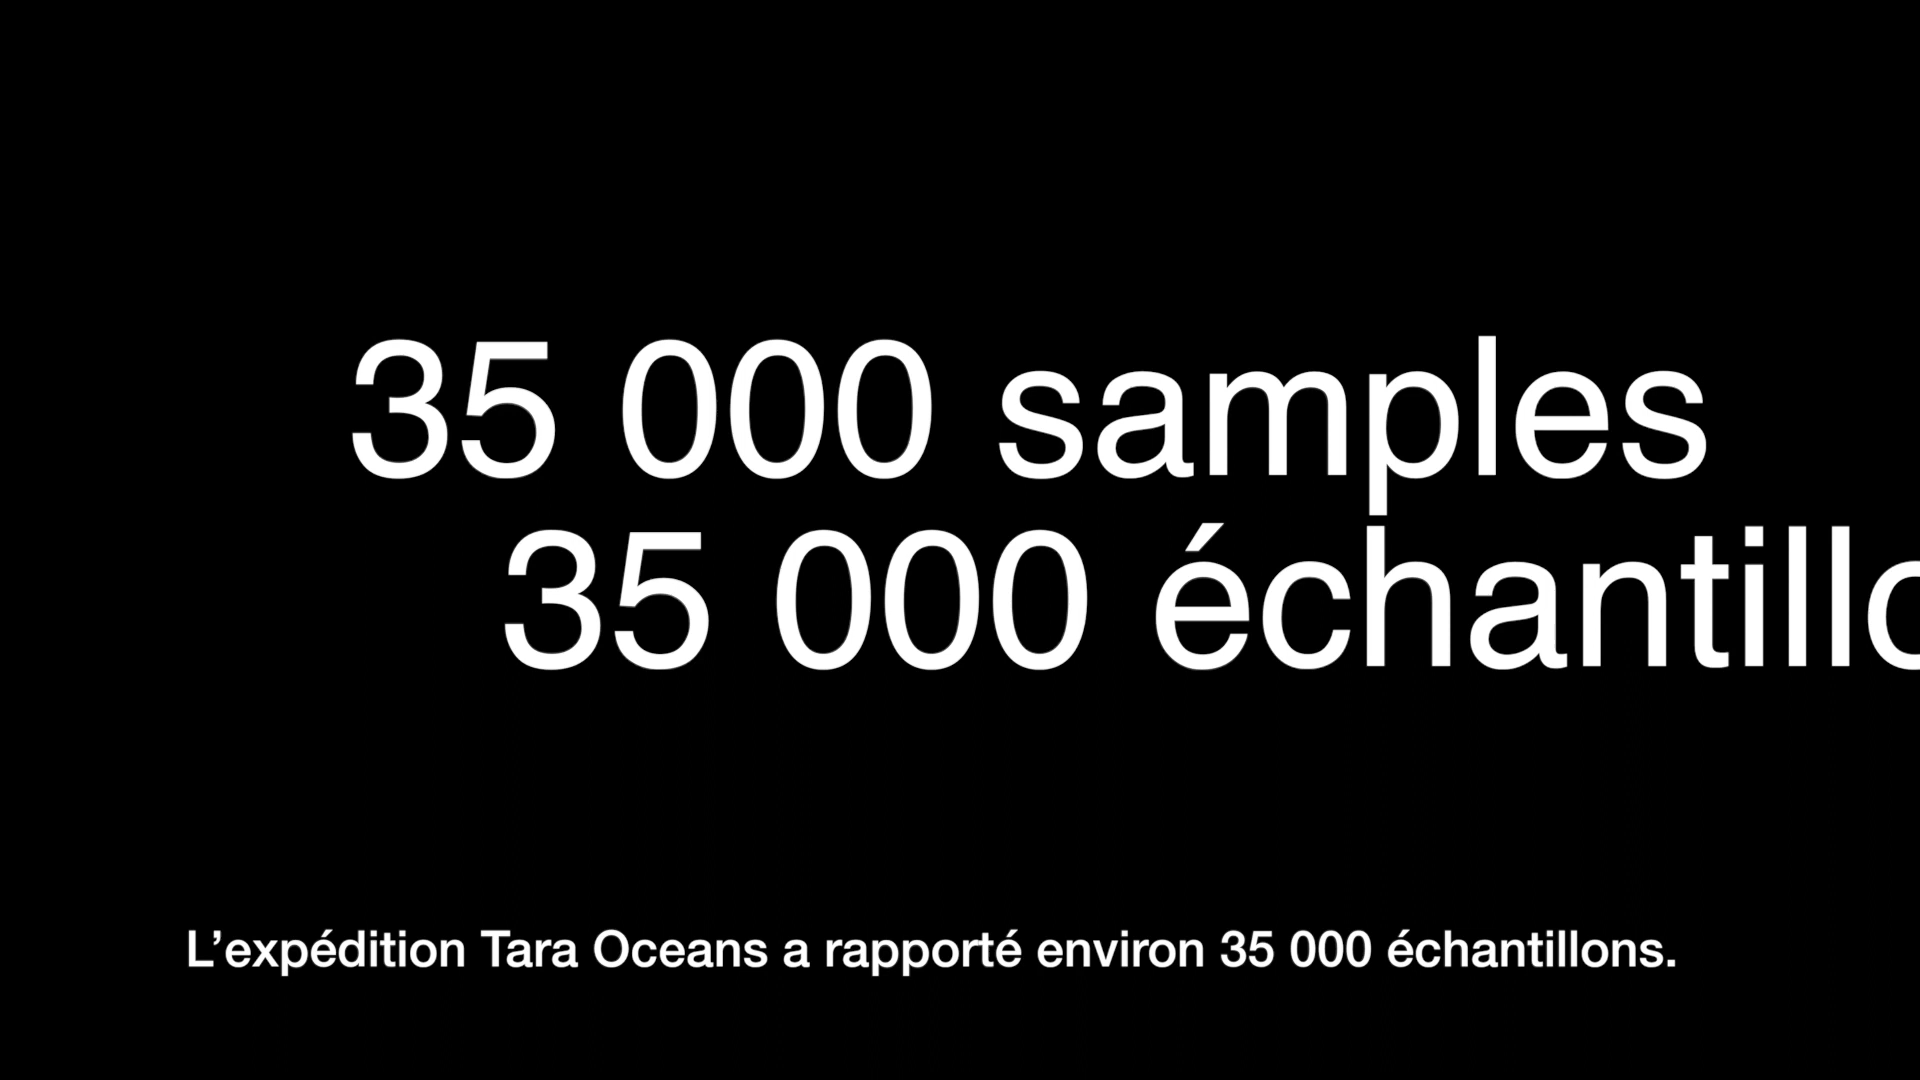 35 000 samples
35 000 échantillo
L’expédition Tara Oceans a rapporté environ 35 000 échantillons.